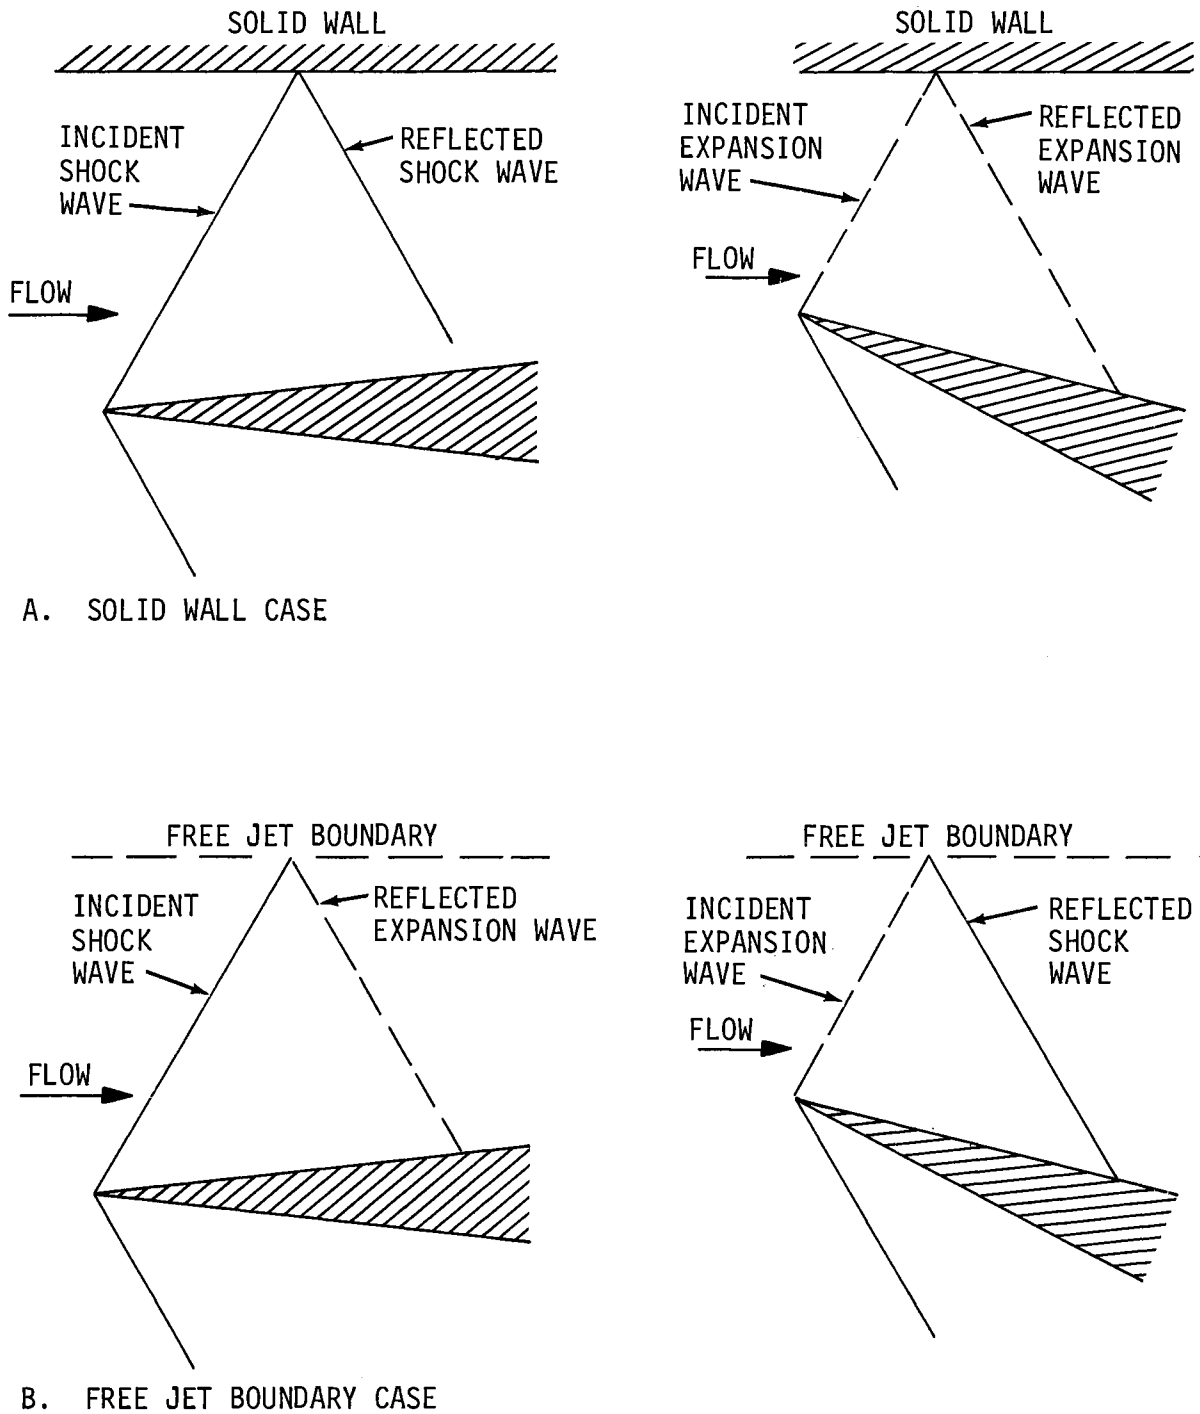 SOLID WALL
INCIDENT
SHOCK
WAVE
REFLECTED
SHOCK WAVE
FLOW
SOLID WALL
INCIDENT
EXPANSION
WAVE
REFLECTED
EXPANSION
WAVE
FLOW
A. SOLID WALL CASE
FREE JET BOUNDARY
INCIDENT
SHOCK
WAVE
REFLECTED
EXPANSION WAVE
FLOW
FREE JET BOUNDARY
INCIDENT
EXPANSION
WAVE
REFLECTED
SHOCK
WAVE
FLOW
B. FREE JET BOUNDARY CASE